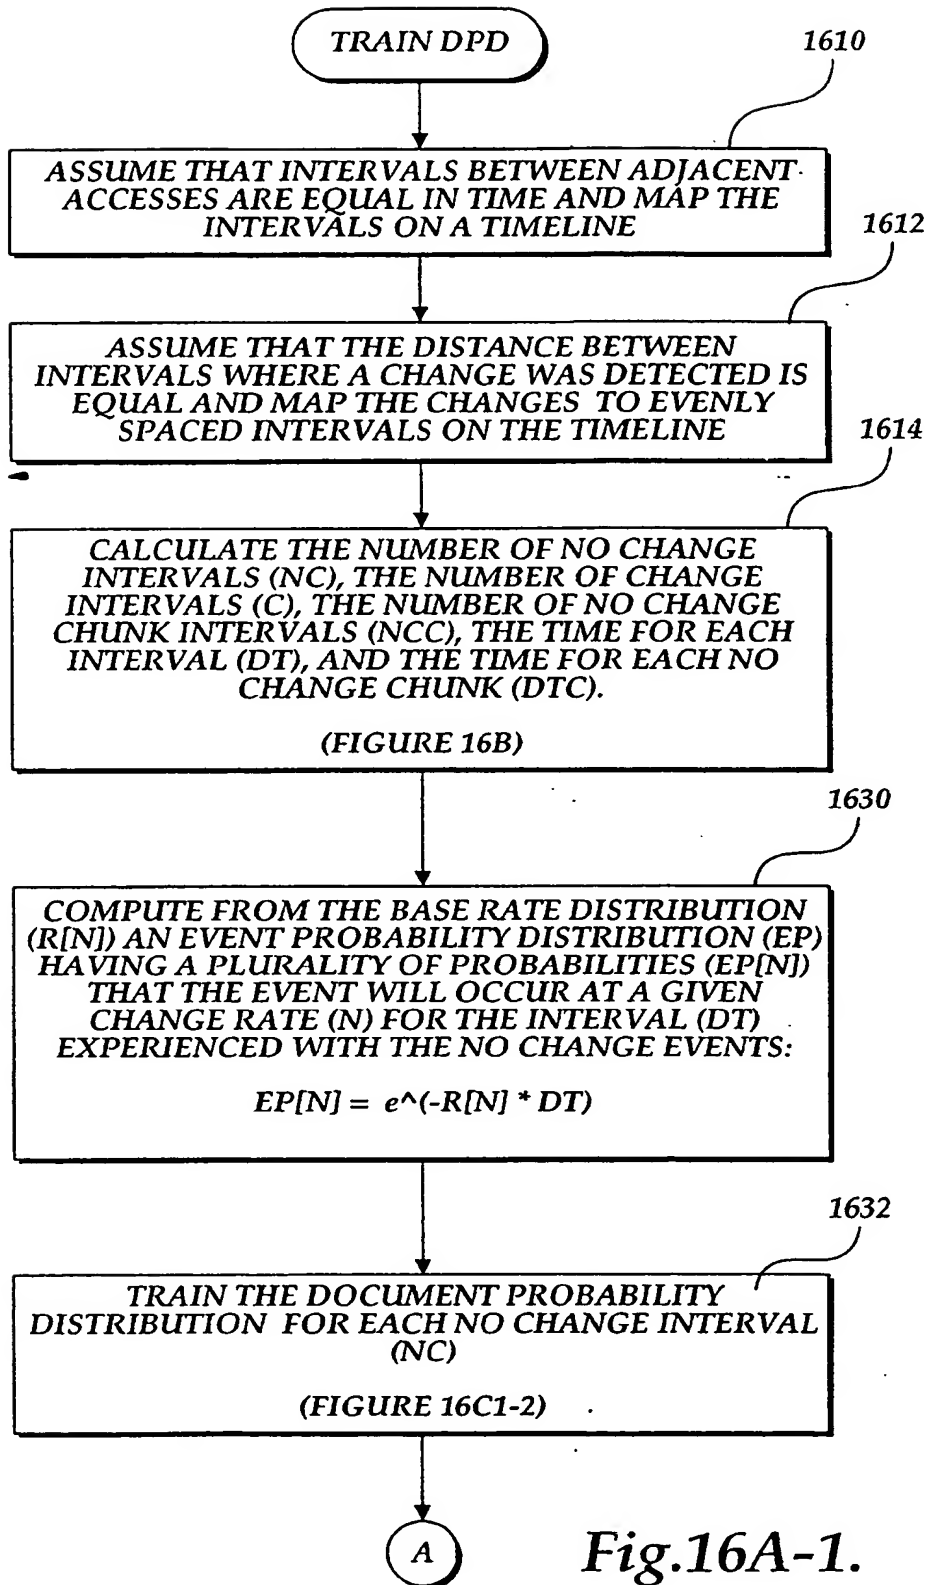 TRAIN DPD
1610
ASSUME THAT INTERVALS BETWEEN ADJACENT
ACCESSES ARE EQUAL IN TIME AND MAP THE
INTERVALS ON A TIMELINE
1612
ASSUME THAT THE DISTANCE BETWEEN
INTERVALS WHERE A CHANGE WAS DETECTED IS
EQUAL AND MAP THE CHANGES TO EVENLY
SPACED INTERVALS ON THE TIMELINE
1614
CALCULATE THE NUMBER OF NO CHANGE
INTERVALS (NC), THE NUMBER OF CHANGE
INTERVALS (C), THE NUMBER OF NO CHANGE
CHUNK INTERVALS (NCC), THE TIME FOR EACH
INTERVAL (DT), AND THE TIME FOR EACH NO
CHANGE CHUNK (DTC).
(FIGURE 16B)
1630
COMPUTE FROM THE BASE RATE DISTRIBUTION
(R[N]) AN EVENT PROBABILITY DISTRIBUTION (EP)
HAVING A PLURALITY OF PROBABILITIES (EP[N])
THAT THE EVENT WILL OCCUR AT A GIVEN
CHANGE RATE (N) FOR THE INTERVAL (DT)
EXPERIENCED WITH THE NO CHANGE EVENTS:
EP[N] = e^(-R[N] * DT)
1632
TRAIN THE DOCUMENT PROBABILITY
DISTRIBUTION FOR EACH NO CHANGE INTERVAL
(NC)
(FIGURE 16C1-2)
A
Fig.16A-1.